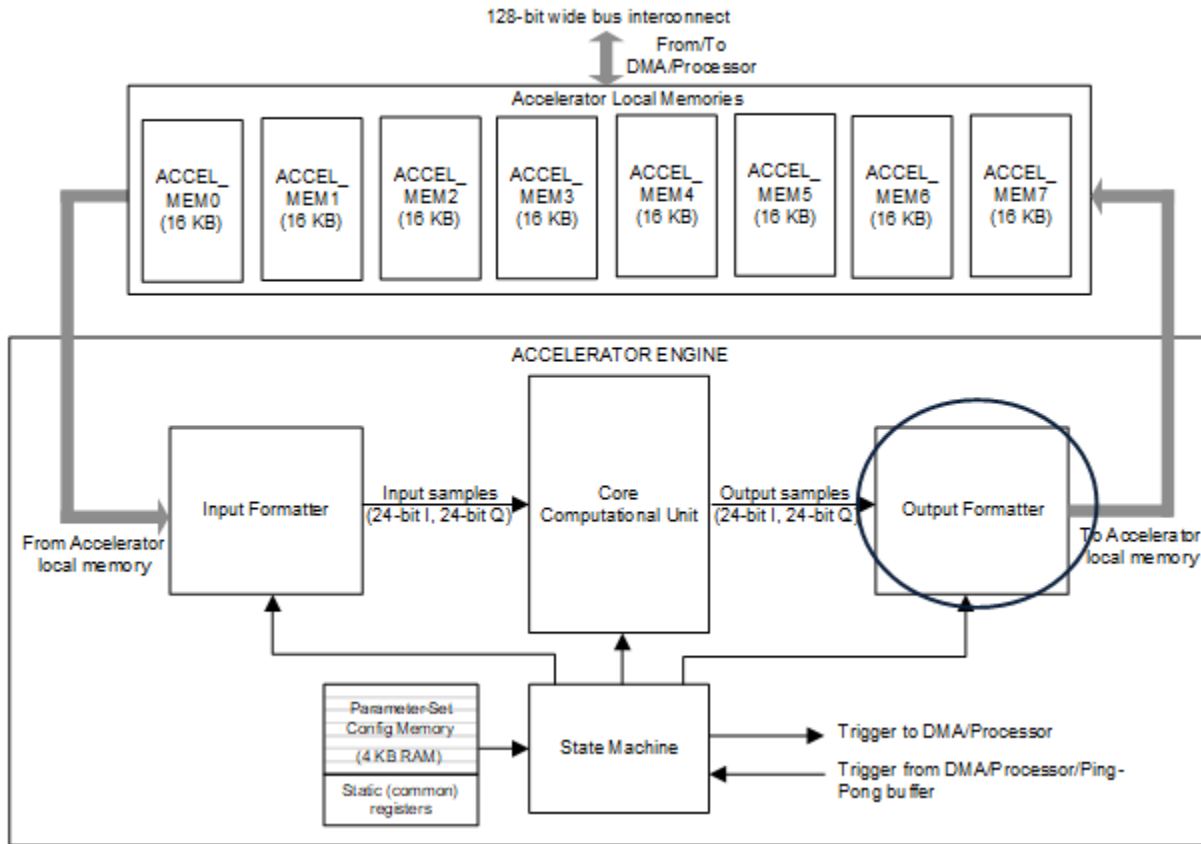 128-bit wide bus interconnect
From/To
DMA/Processor
Accelerator Local Memories
ACCEL_
MEM0
(16 KB)
ACCEL_
MEM1
(16 KB)
ACCEL_
MEM2
(16 KB)
ACCEL_
MEM3
(16 KB)
ACCEL_
MEM4
(16 KB)
ACCEL_
MEM5
(16 KB)
ACCEL_
MEM6
(16 KB)
ACCEL_
MEM7
(16 KB)
ACCELERATOR ENGINE
Input Formatter
Input samples
(24-bit I, 24-bit Q)
Core
Computational Unit
Output samples
(24-bit I, 24-bit Q)
Output Formatter
From Accelerator
local memory
To Accelerator
local memory
Parameter-Set
Config Memory
(4 KB RAM)
Static (common)
registers
State Machine
Trigger to DMA/Processor
Trigger from DMA/Processor/Ping-
Pong buffer